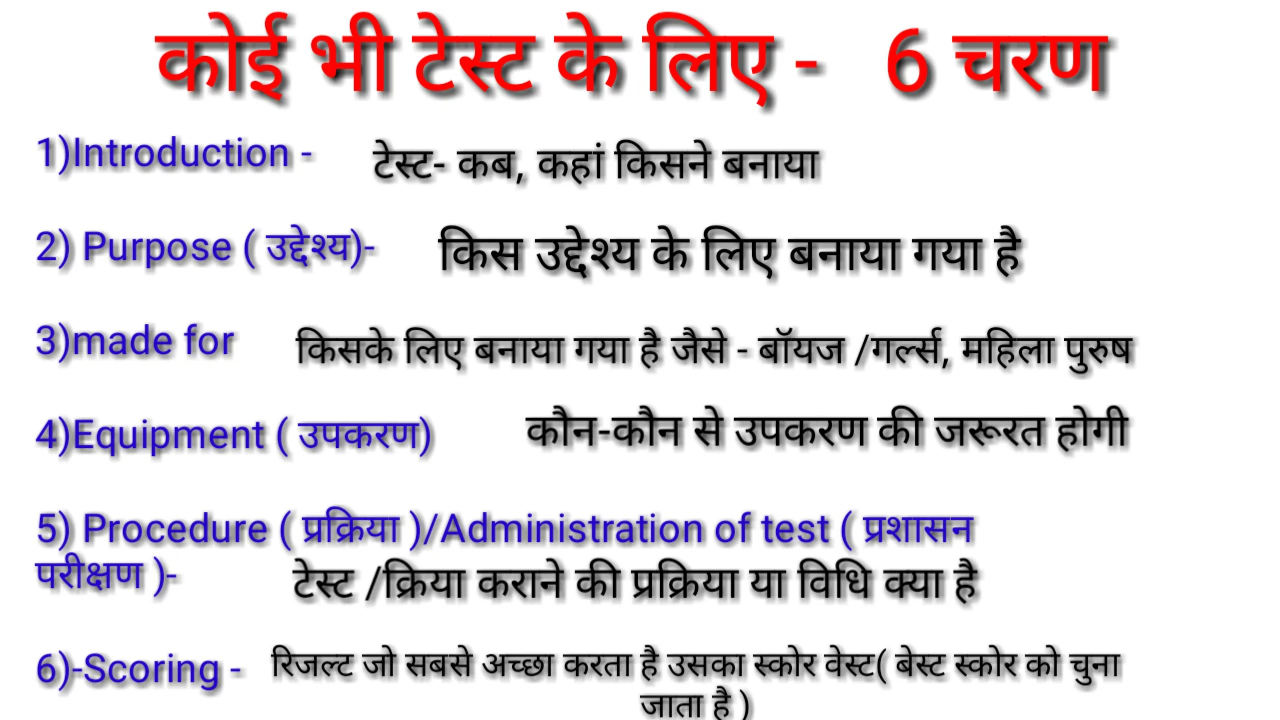 कोई भी टेस्ट के लिए - 6 चरण
1)Introduction - टेस्ट- कब, कहां किसने बनाया
2) Purpose ( उद्देश्य)- किस उद्देश्य के लिए बनाया गया है
3)made for किसके लिए बनाया गया है जैसे - बॉयज /गर्ल्स, महिला पुरुष
4)Equipment ( उपकरण) कौन-कौन से उपकरण की जरूरत होगी
5) Procedure ( प्रक्रिया )/Administration of test ( प्रशासन
परीक्षण )- टेस्ट /क्रिया कराने की प्रक्रिया या विधि क्या है
6)-Scoring - रिजल्ट जो सबसे अच्छा करता है उसका स्कोर वेस्ट( बेस्ट स्कोर को चुना
जाता है )